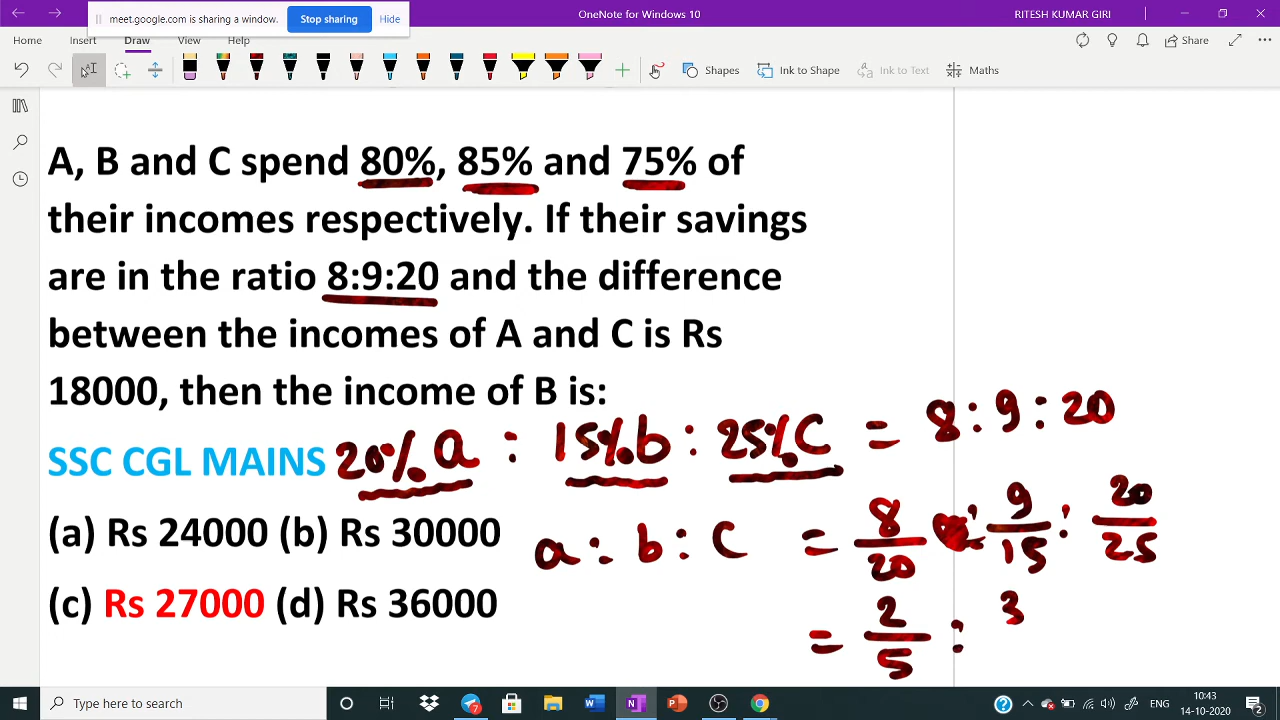 meet.google.com is sharing a window. Stop sharing Hide
OneNote for Windows 10
RITESH KUMAR GIRI
Home Insert Draw View Help
Share
Shapes Ink to Shape Ink to Text Maths
A, B and C spend 80%, 85% and 75% of
their incomes respectively. If their savings
are in the ratio 8:9:20 and the difference
between the incomes of A and C is Rs
18000, then the income of B is:
SSC CGL MAINS
20% a : 15% b : 25% C = 8 : 9 : 20
(a) Rs 24000 (b) Rs 30000
a : b : C = 8/20 : 9/15 : 20/25
(c) Rs 27000 (d) Rs 36000
= 2/5 : 3
Type here to search
ENG
10:43
14-10-2020